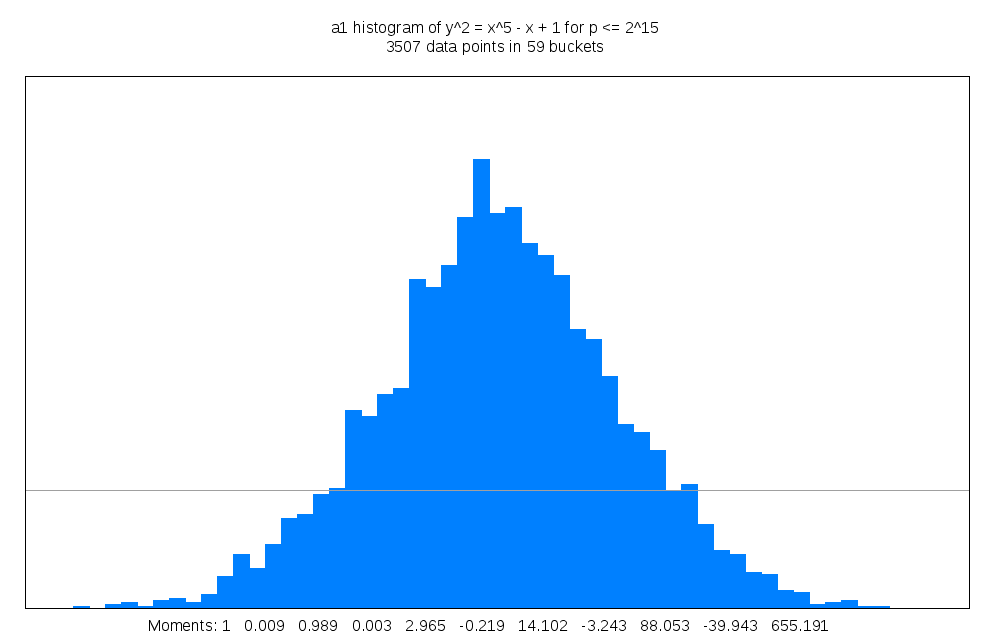 a1 histogram of y^2 = x^5 - x + 1 for p <= 2^15
3507 data points in 59 buckets
Moments: 1 0.009 0.989 0.003 2.965 -0.219 14.102 -3.243 88.053 -39.943 655.191